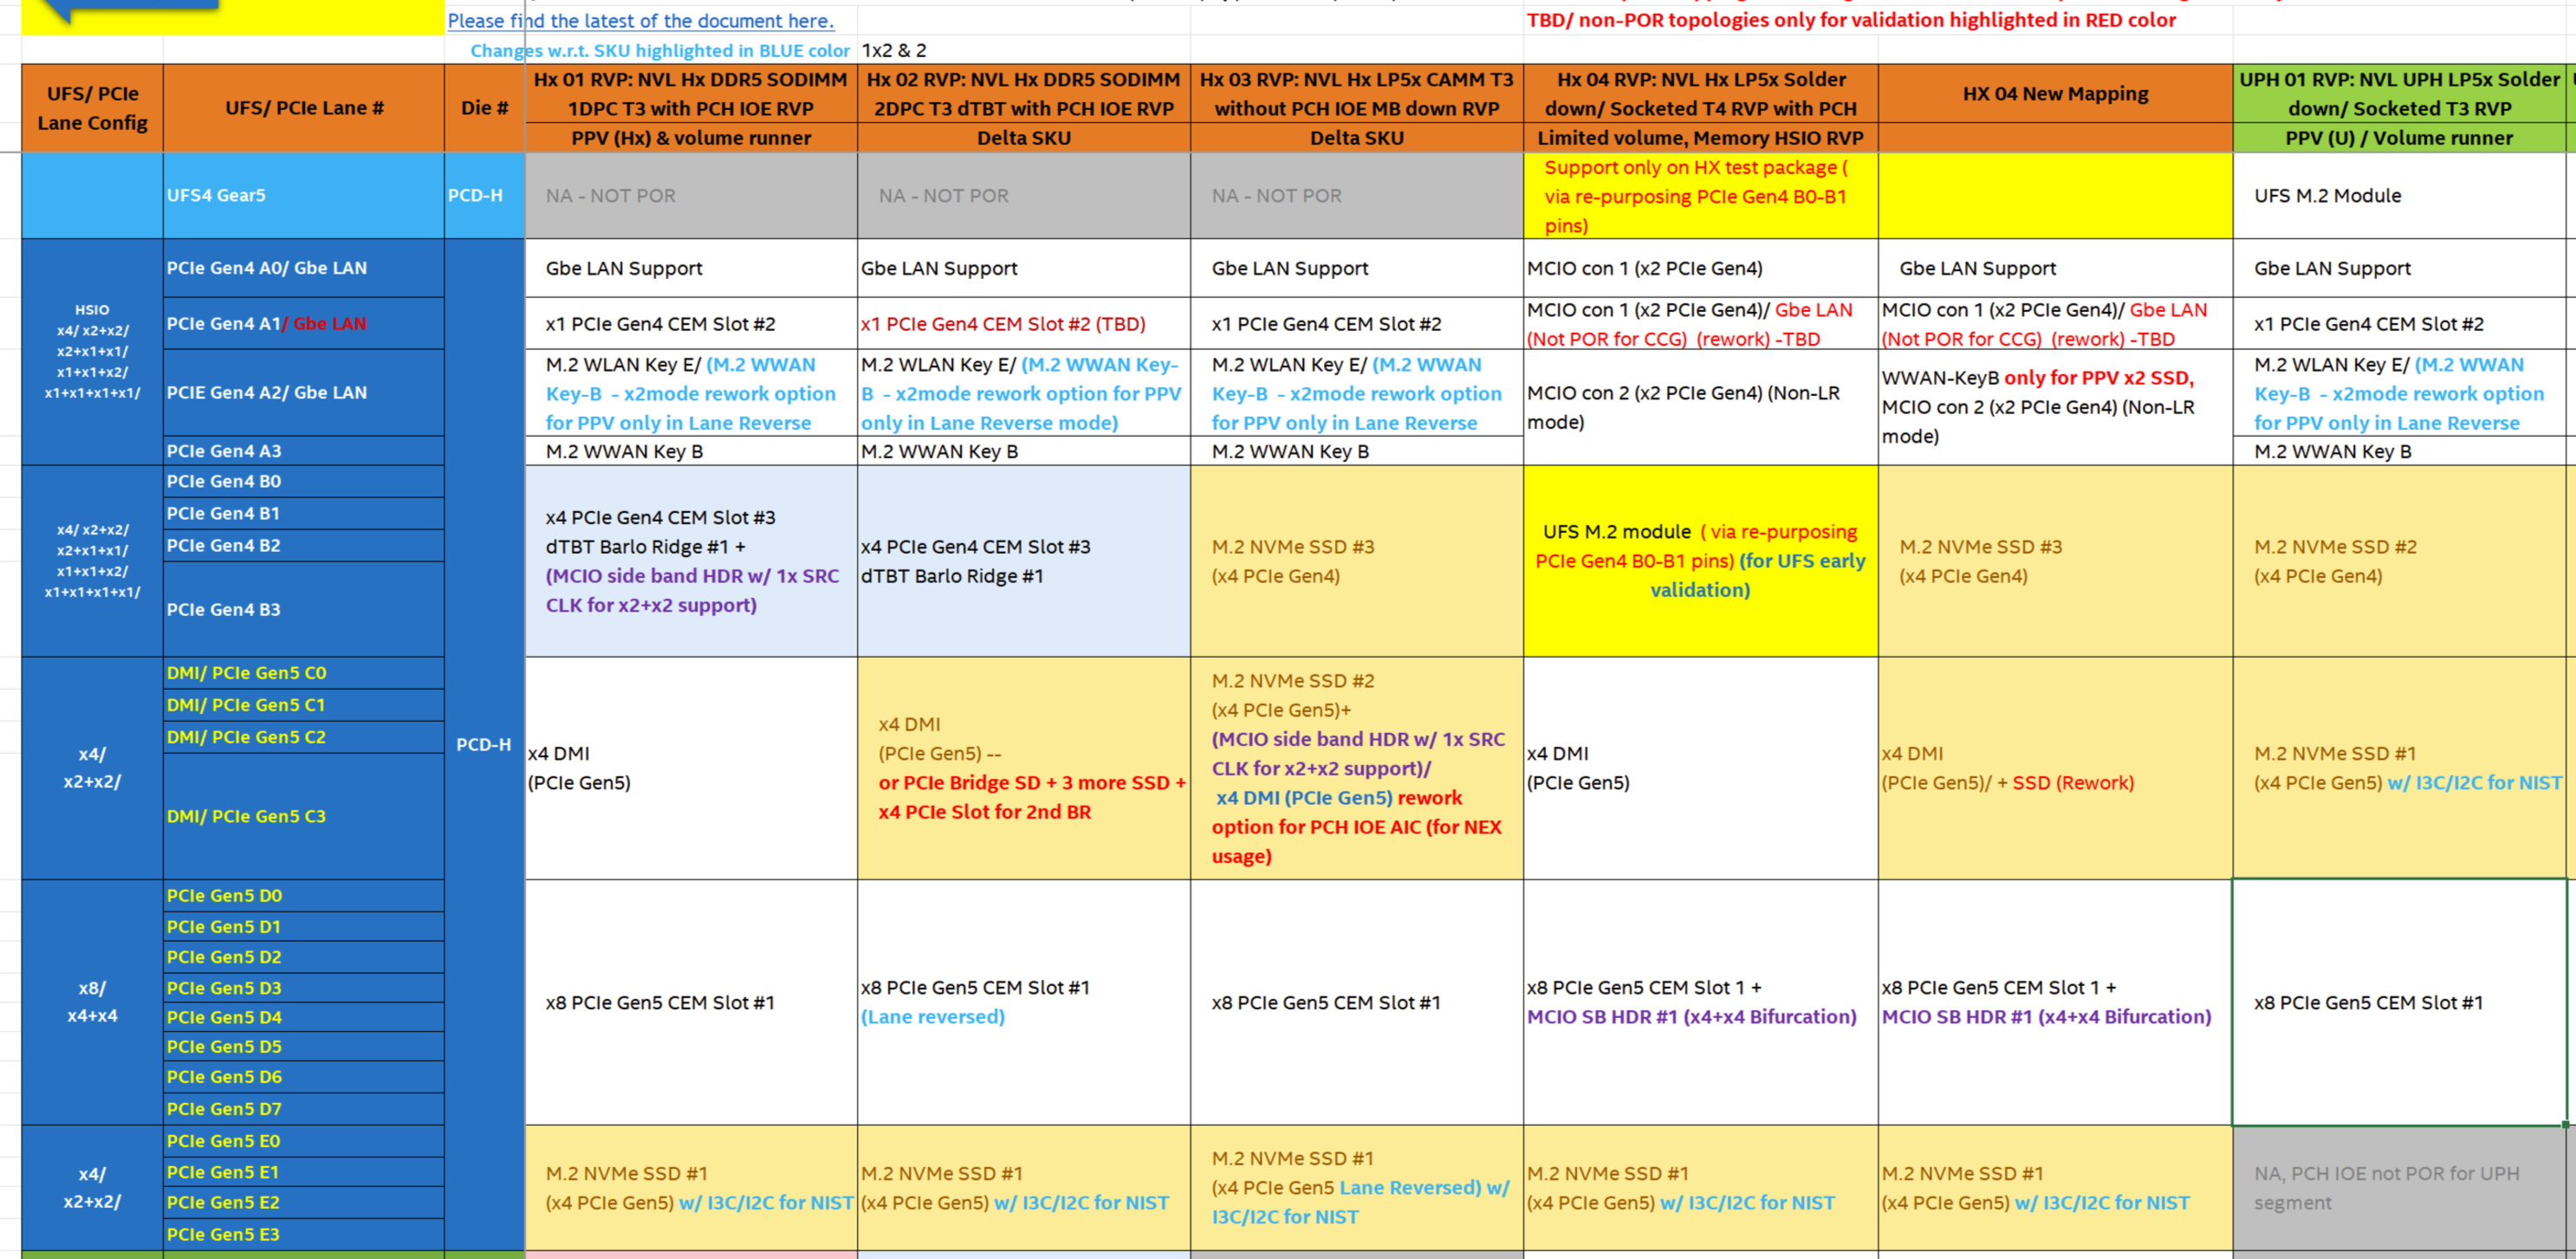 Please find the latest of the document here.
TBD/ non-POR topologies only for validation highlighted in RED color
Changes w.r.t. SKU highlighted in BLUE color
1x2 & 2
UFS/ PCIe
Lane Config
UFS/ PCIe Lane #
Die #
Hx 01 RVP: NVL Hx DDR5 SODIMM
1DPC T3 with PCH IOE RVP
Hx 02 RVP: NVL Hx DDR5 SODIMM
2DPC T3 dTBT with PCH IOE RVP
Hx 03 RVP: NVL Hx LP5x CAMM T3
without PCH IOE MB down RVP
Hx 04 RVP: NVL Hx LP5x Solder
down/ Socketed T4 RVP with PCH
HX 04 New Mapping
UPH 01 RVP: NVL UPH LP5x Solder
down/ Socketed T3 RVP
PPV (Hx) & volume runner
Delta SKU
Delta SKU
Limited volume, Memory HSIO RVP
PPV (U) / Volume runner
UFS4 Gear5
PCD-H
NA - NOT POR
NA - NOT POR
NA - NOT POR
Support only on HX test package (
via re-purposing PCIe Gen4 B0-B1
pins)
UFS M.2 Module
HSIO
x4/ x2+x2/
x2+x1+x1/
x1+x1+x2/
x1+x1+x1+x1/
PCD-H
PCIe Gen4 A0/ Gbe LAN
Gbe LAN Support
Gbe LAN Support
Gbe LAN Support
MCIO con 1 (x2 PCIe Gen4)
Gbe LAN Support
Gbe LAN Support
PCIe Gen4 A1/ Gbe LAN
x1 PCIe Gen4 CEM Slot #2
x1 PCIe Gen4 CEM Slot #2 (TBD)
x1 PCIe Gen4 CEM Slot #2
MCIO con 1 (x2 PCIe Gen4)/ Gbe LAN
(Not POR for CCG) (rework) -TBD
MCIO con 1 (x2 PCIe Gen4)/ Gbe LAN
(Not POR for CCG) (rework) -TBD
x1 PCIe Gen4 CEM Slot #2
PCIE Gen4 A2/ Gbe LAN
M.2 WLAN Key E/ (M.2 WWAN
Key-B - x2mode rework option
for PPV only in Lane Reverse
M.2 WLAN Key E/ (M.2 WWAN Key-
B - x2mode rework option for PPV
only in Lane Reverse mode)
M.2 WLAN Key E/ (M.2 WWAN
Key-B - x2mode rework option
for PPV only in Lane Reverse
MCIO con 2 (x2 PCIe Gen4) (Non-LR
mode)
WWAN-KeyB only for PPV x2 SSD,
MCIO con 2 (x2 PCIe Gen4) (Non-LR
mode)
M.2 WLAN Key E/ (M.2 WWAN
Key-B - x2mode rework option
for PPV only in Lane Reverse
PCIe Gen4 A3
M.2 WWAN Key B
M.2 WWAN Key B
M.2 WWAN Key B
M.2 WWAN Key B
x4/ x2+x2/
x2+x1+x1/
x1+x1+x2/
x1+x1+x1+x1/
PCIe Gen4 B0
PCIe Gen4 B1
PCIe Gen4 B2
PCIe Gen4 B3
x4 PCIe Gen4 CEM Slot #3
dTBT Barlo Ridge #1 +
(MCIO side band HDR w/ 1x SRC
CLK for x2+x2 support)
x4 PCIe Gen4 CEM Slot #3
dTBT Barlo Ridge #1
M.2 NVMe SSD #3
(x4 PCIe Gen4)
UFS M.2 module ( via re-purposing
PCIe Gen4 B0-B1 pins) (for UFS early
validation)
M.2 NVMe SSD #3
(x4 PCIe Gen4)
M.2 NVMe SSD #2
(x4 PCIe Gen4)
x4/
x2+x2/
DMI/ PCIe Gen5 C0
DMI/ PCIe Gen5 C1
DMI/ PCIe Gen5 C2
DMI/ PCIe Gen5 C3
x4 DMI
(PCIe Gen5)
x4 DMI
(PCIe Gen5) --
or PCIe Bridge SD + 3 more SSD +
x4 PCIe Slot for 2nd BR
M.2 NVMe SSD #2
(x4 PCIe Gen5)+
(MCIO side band HDR w/ 1x SRC
CLK for x2+x2 support)/
x4 DMI (PCIe Gen5) rework
option for PCH IOE AIC (for NEX
usage)
x4 DMI
(PCIe Gen5)
x4 DMI
(PCIe Gen5)/ + SSD (Rework)
M.2 NVMe SSD #1
(x4 PCIe Gen5) w/ I3C/I2C for NIST
x8/
x4+x4
PCIe Gen5 D0
PCIe Gen5 D1
PCIe Gen5 D2
PCIe Gen5 D3
PCIe Gen5 D4
PCIe Gen5 D5
PCIe Gen5 D6
PCIe Gen5 D7
x8 PCIe Gen5 CEM Slot #1
x8 PCIe Gen5 CEM Slot #1
(Lane reversed)
x8 PCIe Gen5 CEM Slot #1
x8 PCIe Gen5 CEM Slot 1 +
MCIO SB HDR #1 (x4+x4 Bifurcation)
x8 PCIe Gen5 CEM Slot 1 +
MCIO SB HDR #1 (x4+x4 Bifurcation)
x8 PCIe Gen5 CEM Slot #1
x4/
x2+x2/
PCIe Gen5 E0
PCIe Gen5 E1
PCIe Gen5 E2
PCIe Gen5 E3
M.2 NVMe SSD #1
(x4 PCIe Gen5) w/ I3C/I2C for NIST
M.2 NVMe SSD #1
(x4 PCIe Gen5) w/ I3C/I2C for NIST
M.2 NVMe SSD #1
(x4 PCIe Gen5 Lane Reversed) w/
I3C/I2C for NIST
M.2 NVMe SSD #1
(x4 PCIe Gen5) w/ I3C/I2C for NIST
M.2 NVMe SSD #1
(x4 PCIe Gen5) w/ I3C/I2C for NIST
NA, PCH IOE not POR for UPH
segment